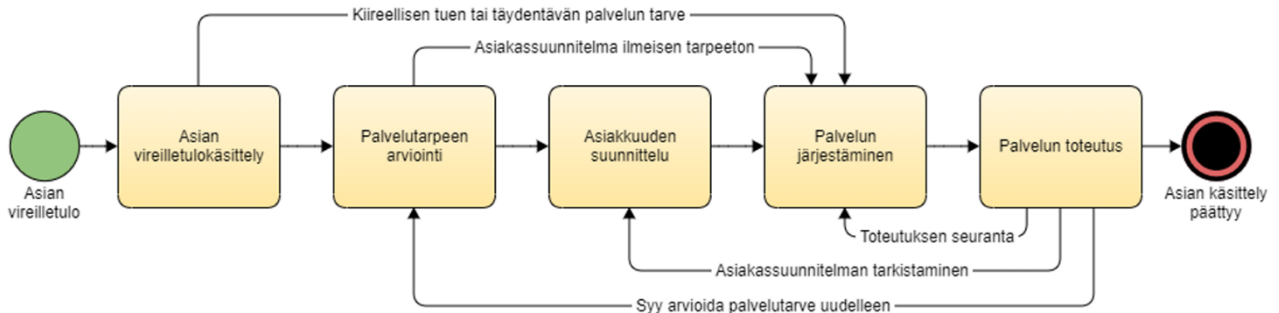 Kiireellisen tuen tai täydentävän palvelun tarve
Asiakassuunnitelma ilmeisen tarpeeton
Asian
vireilletulo
Asian
vireilletulokäsittely
Palvelutarpeen
arviointi
Asiakkuuden
suunnittelu
Palvelun
järjestäminen
Palvelun toteutus
Asian käsittely
päättyy
Toteutuksen seuranta
Asiakassuunnitelman tarkistaminen
Syy arvioida palvelutarve uudelleen